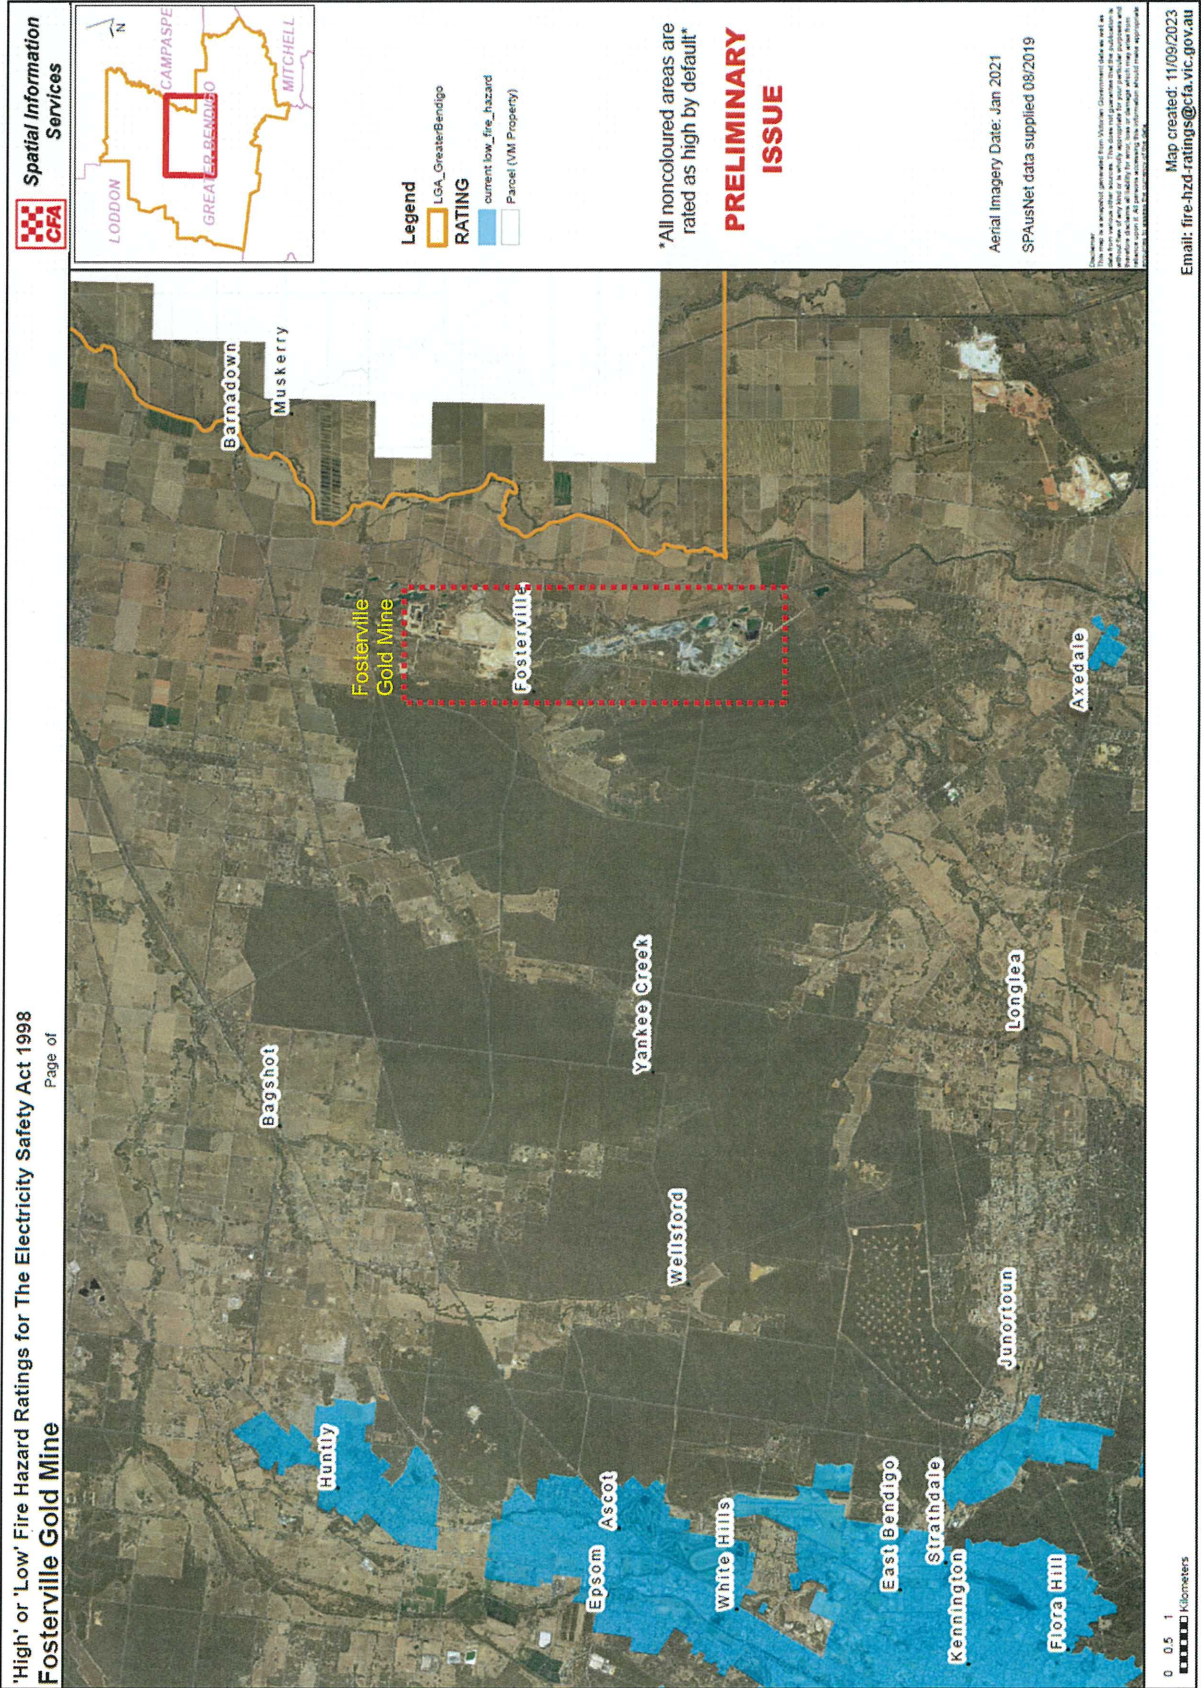 'High' or 'Low' Fire Hazard Ratings for The Electricity Safety Act 1998
Fosterville Gold Mine
Page of
CFA
Spatial Information
Services
N
LODDON
CAMPASPE
GREATER BENDIGO
MITCHELL
Legend
LGA_GreaterBendigo
RATING
current low_fire_hazard
Parcel (VM Property)
*All noncoloured areas are
rated as high by default*
PRELIMINARY
ISSUE
Aerial Imagery Date: Jan 2021
SPAusNet data supplied 08/2019
Disclaimer
Barnadown
Muskerry
Bagshot
Huntly
Fosterville
Gold Mine
Fosterville
Yankee Creek
Wellsford
Epsom
Ascot
White Hills
East Bendigo
Strathdale
Kennington
Flora Hill
Junortoun
Longlea
Axedale
0 0.5 1
Kilometers
Map created: 11/09/2023
Email: fire-hzd-ratings@cfa.vic.gov.au